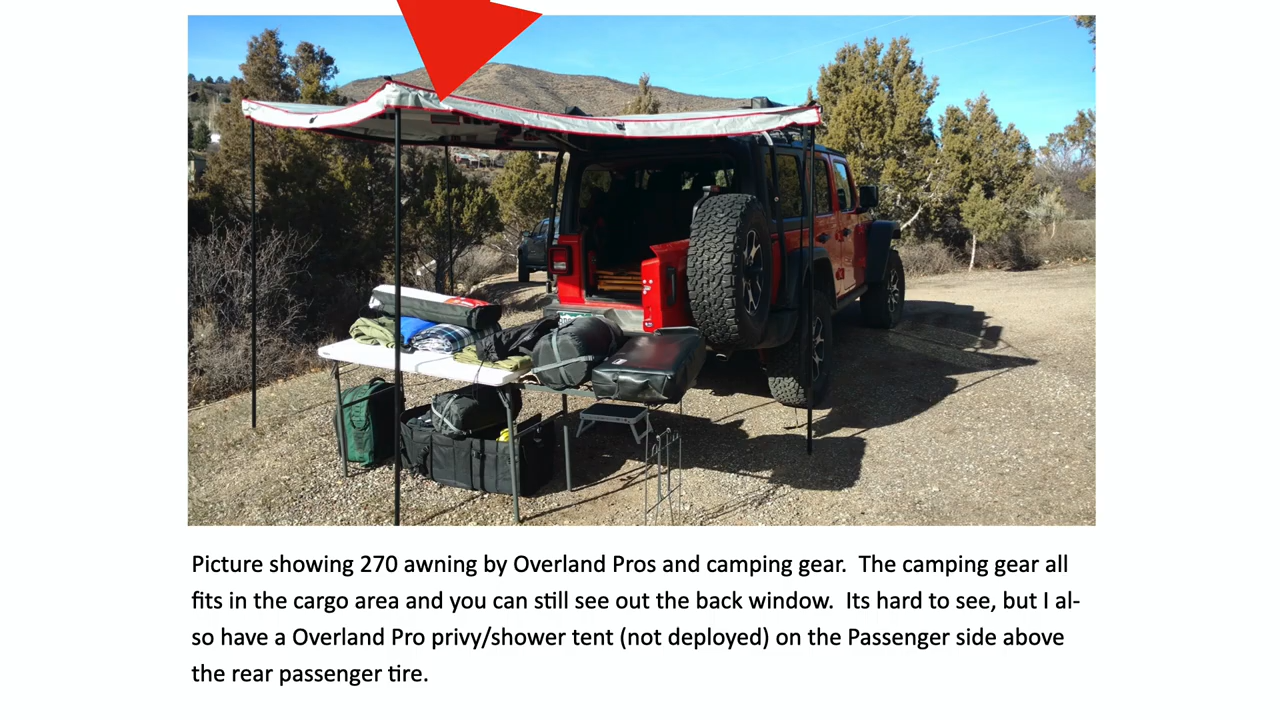 Picture showing 270 awning by Overland Pros and camping gear.  The camping gear all
fits in the cargo area and you can still see out the back window.  Its hard to see, but I al-
so have a Overland Pro privy/shower tent (not deployed) on the Passenger side above
the rear passenger tire.